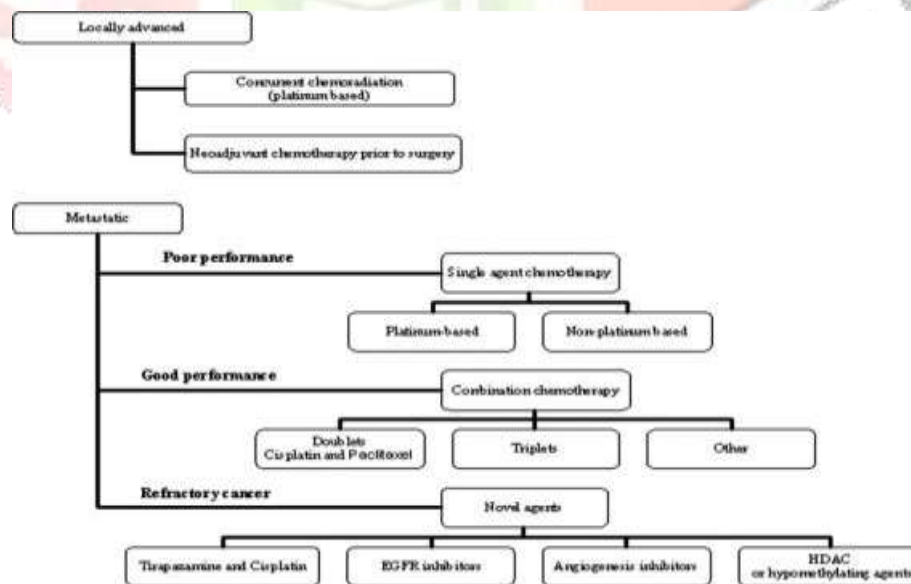 Locally advanced
Concurrent chemoradiation
(platinum based)
Neoadjuvant chemotherapy prior to surgery
Metastatic
Poor performance
Single agent chemotherapy
Platinum-based
Non-platinum based
Good performance
Combination chemotherapy
Doublets
Cisplatin and Paclitaxel
Triplets
Other
Refractory cancer
Novel agents
Tirapazamine and Cisplatin
EGFR inhibitors
Angiogenesis inhibitors
HDAC
or hypomethylating agents